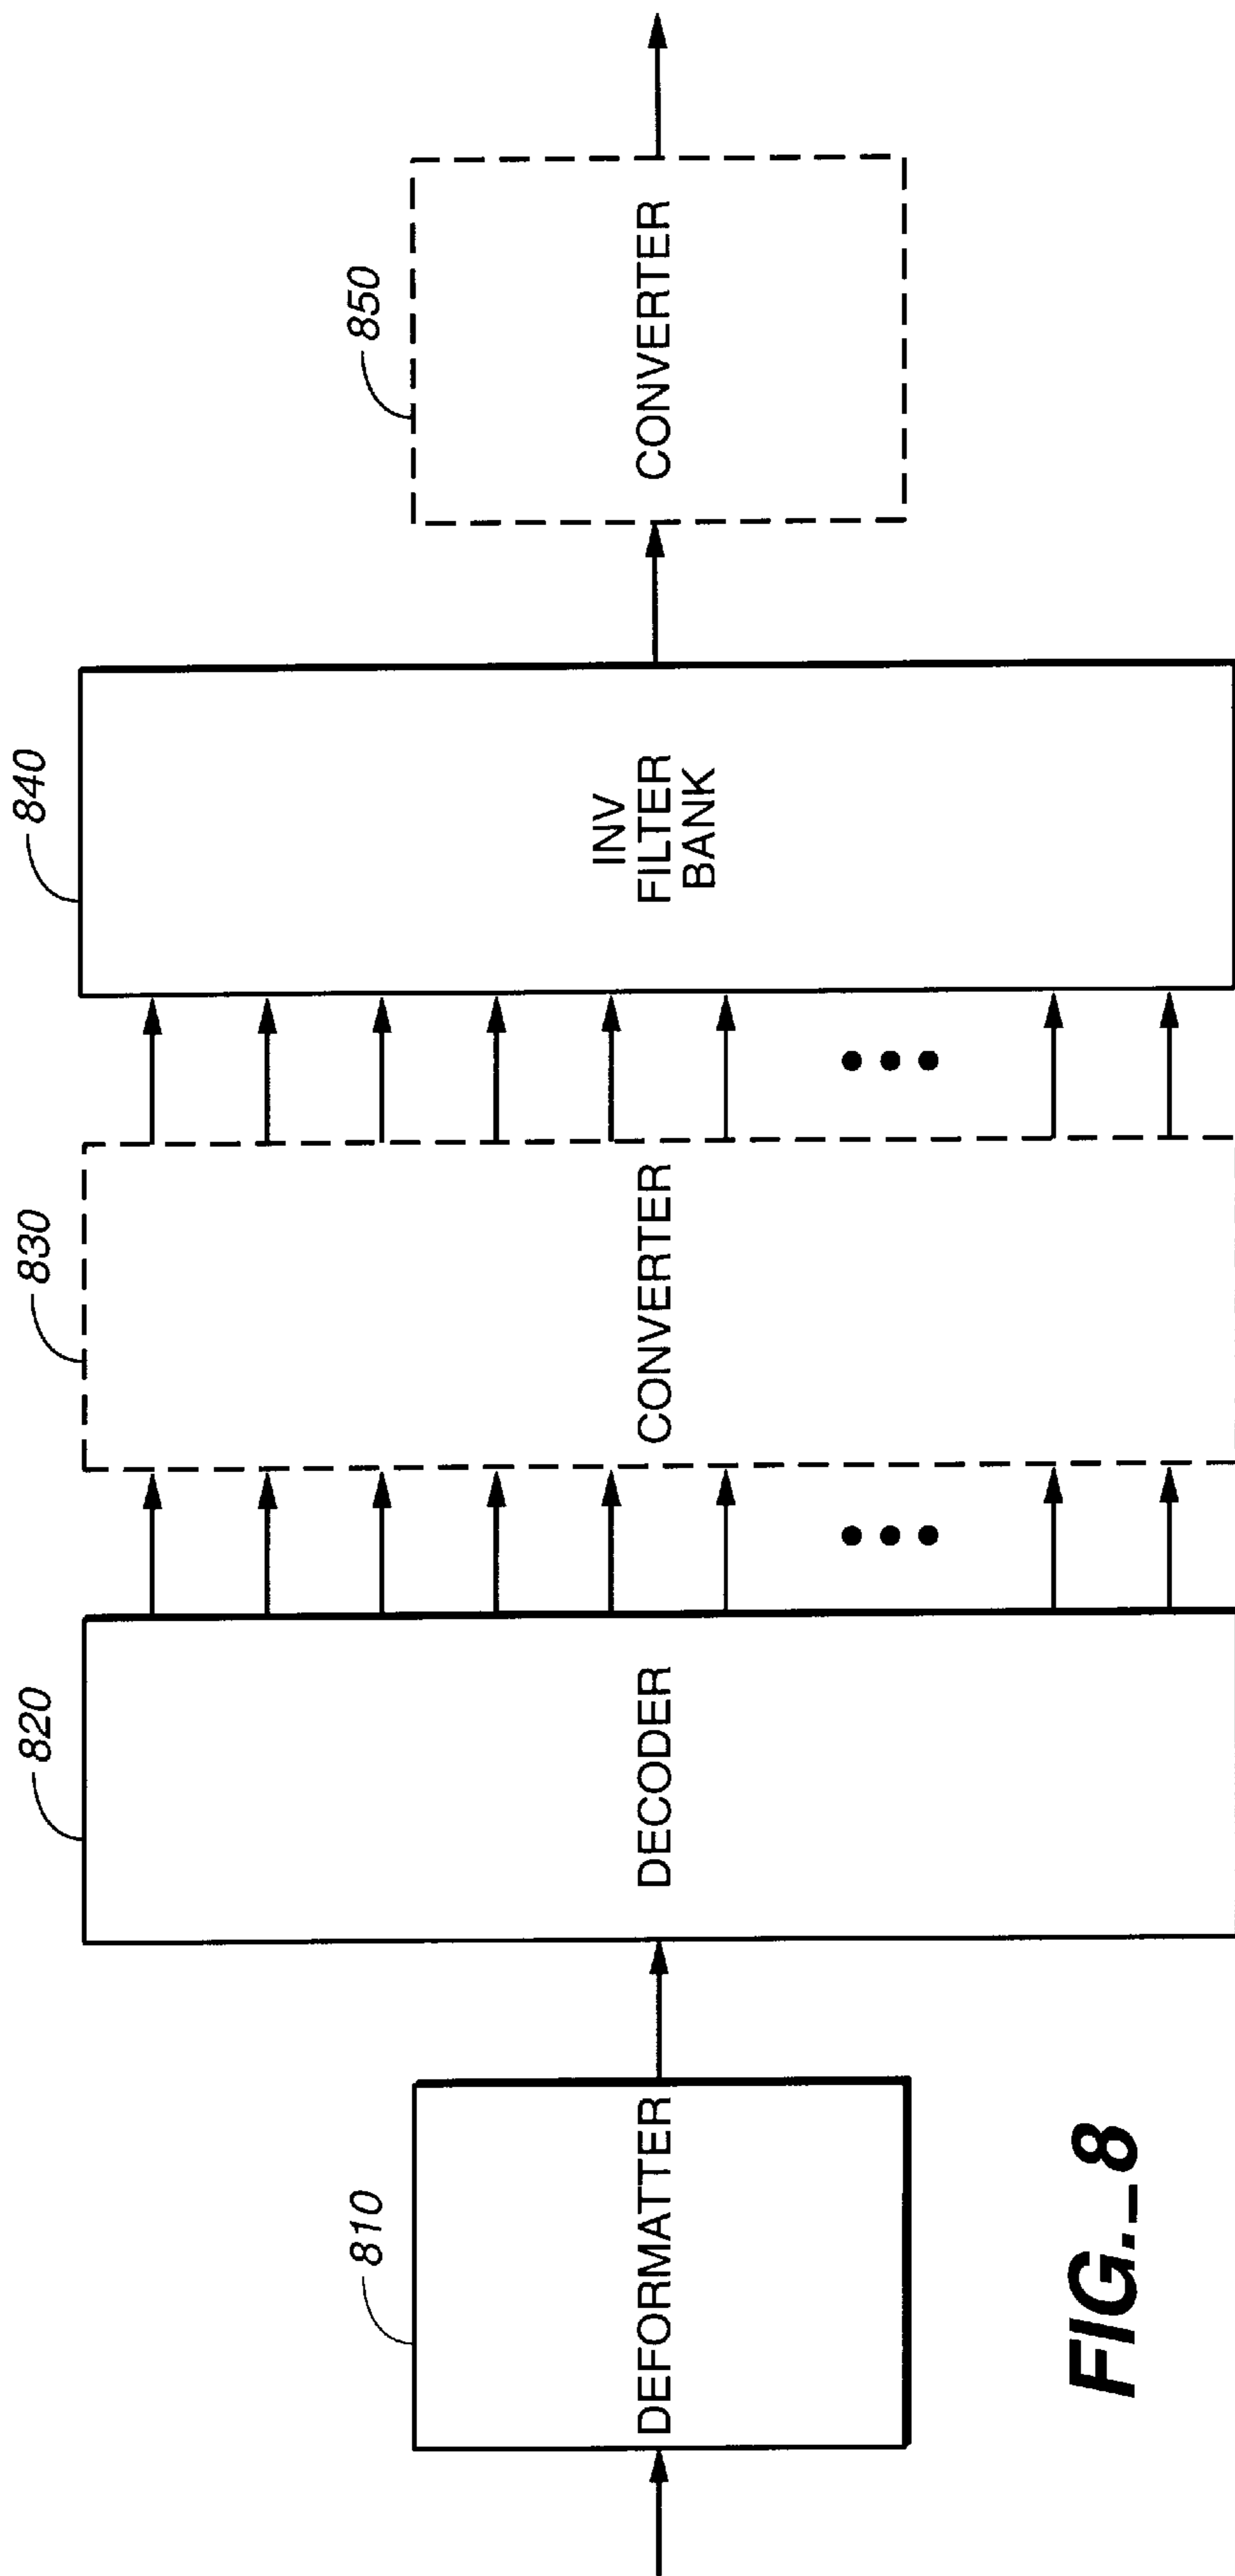 810
DEFORMATTER
820
DECODER
830
CONVERTER
840
INV
FILTER
BANK
850
CONVERTER
FIG._8